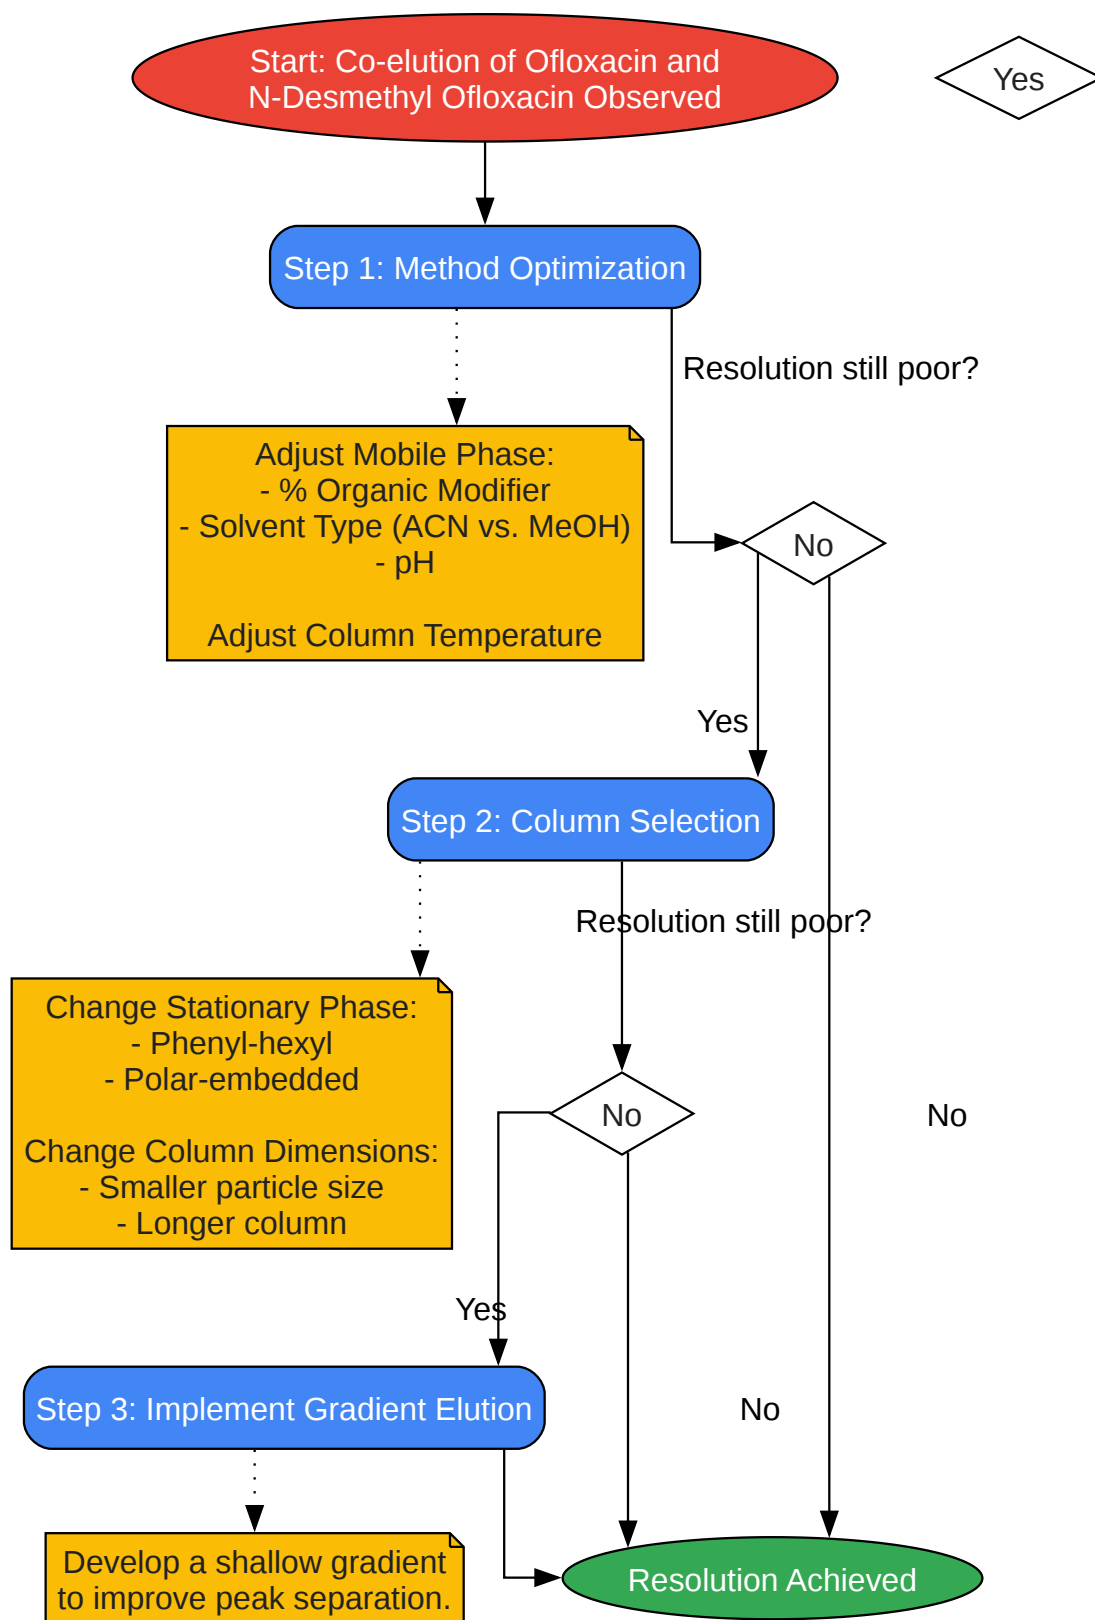 Start: Co-elution of Ofloxacin and
N-Desmethyl Ofloxacin Observed
Yes
Step 1: Method Optimization
Resolution still poor?
Adjust Mobile Phase:
- % Organic Modifier
- Solvent Type (ACN vs. MeOH)
- pH
Adjust Column Temperature
No
Yes
Step 2: Column Selection
Resolution still poor?
Change Stationary Phase:
- Phenyl-hexyl
- Polar-embedded
Change Column Dimensions:
- Smaller particle size
- Longer column
No
No
Yes
Step 3: Implement Gradient Elution
No
Develop a shallow gradient
to improve peak separation.
Resolution Achieved